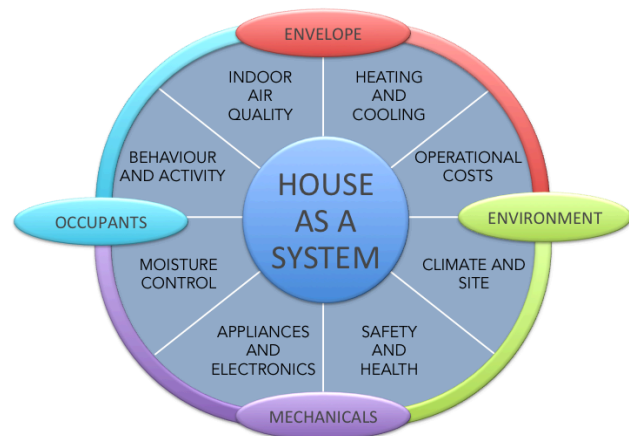 ENVELOPE
INDOOR
AIR
QUALITY
HEATING
AND
COOLING
BEHAVIOUR
AND ACTIVITY
OPERATIONAL
COSTS
HOUSE
AS A
SYSTEM
OCCUPANTS
ENVIRONMENT
MOISTURE
CONTROL
CLIMATE AND
SITE
APPLIANCES
AND
ELECTRONICS
SAFETY
AND
HEALTH
MECHANICALS